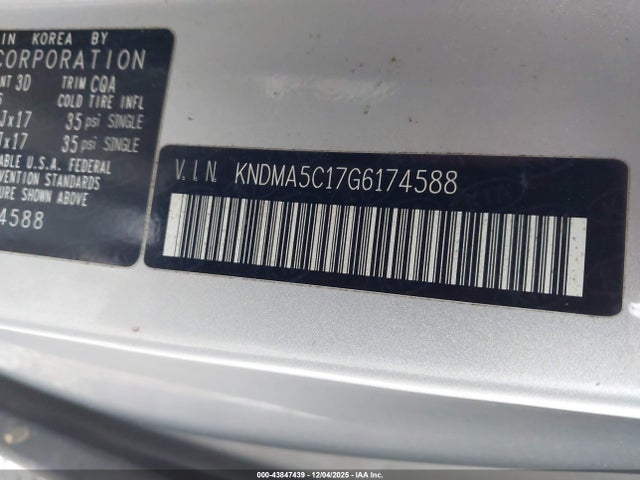 IN KOREA BY
CORPORATION
NT 3D TRIM CQA
COLD TIRE INFL
Jx17 35 psi SINGLE
Jx17 35 psi SINGLE
ABLE U.S.A. FEDERAL
EVENTION STANDARDS
URE SHOWN ABOVE
4588
V.I.N. KNDMA5C17G6174588
000-43847439 - 12/04/2025 - IAA Inc.